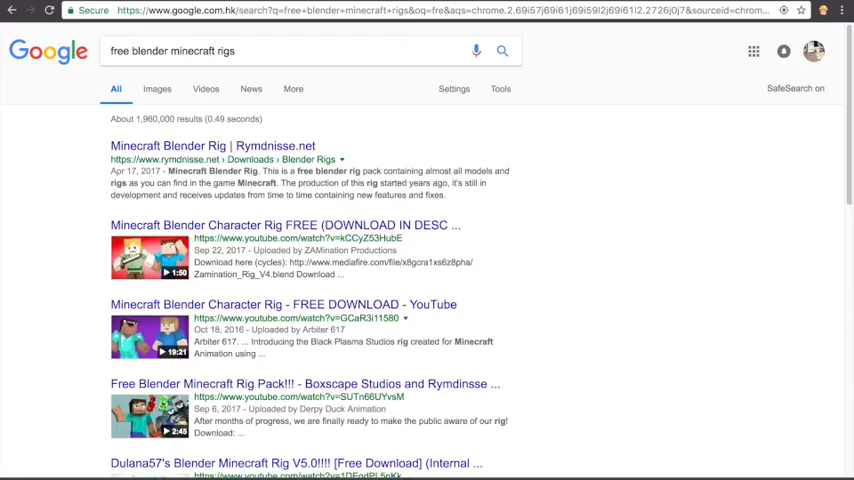 Secure https://www.google.com.hk/search?q=free+blender+minecraft+rigs&oq=fre&aqs=chrome.2.69i57j69i61j69i59l2j69i61l2.2726j0j7&sourceid=chrom...
Google
free blender minecraft rigs
All Images Videos News More Settings Tools
SafeSearch on
About 1,960,000 results (0.49 seconds)
Minecraft Blender Rig | Rymdnisse.net
https://www.rymdnisse.net › Downloads › Blender Rigs
Apr 17, 2017 - Minecraft Blender Rig. This is a free blender rig pack containing almost all models and
rigs as you can find in the game Minecraft. The production of this rig started years ago, it's still in
development and receives updates from time to time containing new features and fixes.
Minecraft Blender Character Rig FREE (DOWNLOAD IN DESC ...
https://www.youtube.com/watch?v=kCCyZ53HubE
Sep 22, 2017 - Uploaded by ZAMination Productions
Download here (cycles): http://www.mediafire.com/file/x8gcra1xs6z8pha/
Zamination_Rig_V4.blend Download ...
1:50
Minecraft Blender Character Rig - FREE DOWNLOAD - YouTube
https://www.youtube.com/watch?v=GCaR3i11580
Oct 18, 2016 - Uploaded by Arbiter 617
Arbiter 617. ... Introducing the Black Plasma Studios rig created for Minecraft
Animation using ...
19:21
Free Blender Minecraft Rig Pack!!! - Boxscape Studios and Rymdinsse ...
https://www.youtube.com/watch?v=SUTn66UYvsM
Sep 6, 2017 - Uploaded by Derpy Duck Animation
After months of progress, we are finally ready to make the public aware of our rig!
Download: ...
2:45
Dulana57's Blender Minecraft Rig V5.0!!!! [Free Download] (Internal ...